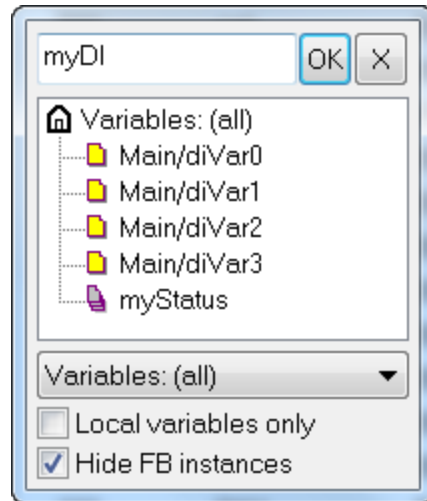 myDI
OK X
Variables: (all)
Main/diVar0
Main/diVar1
Main/diVar2
Main/diVar3
myStatus
Variables: (all)
Local variables only
Hide FB instances